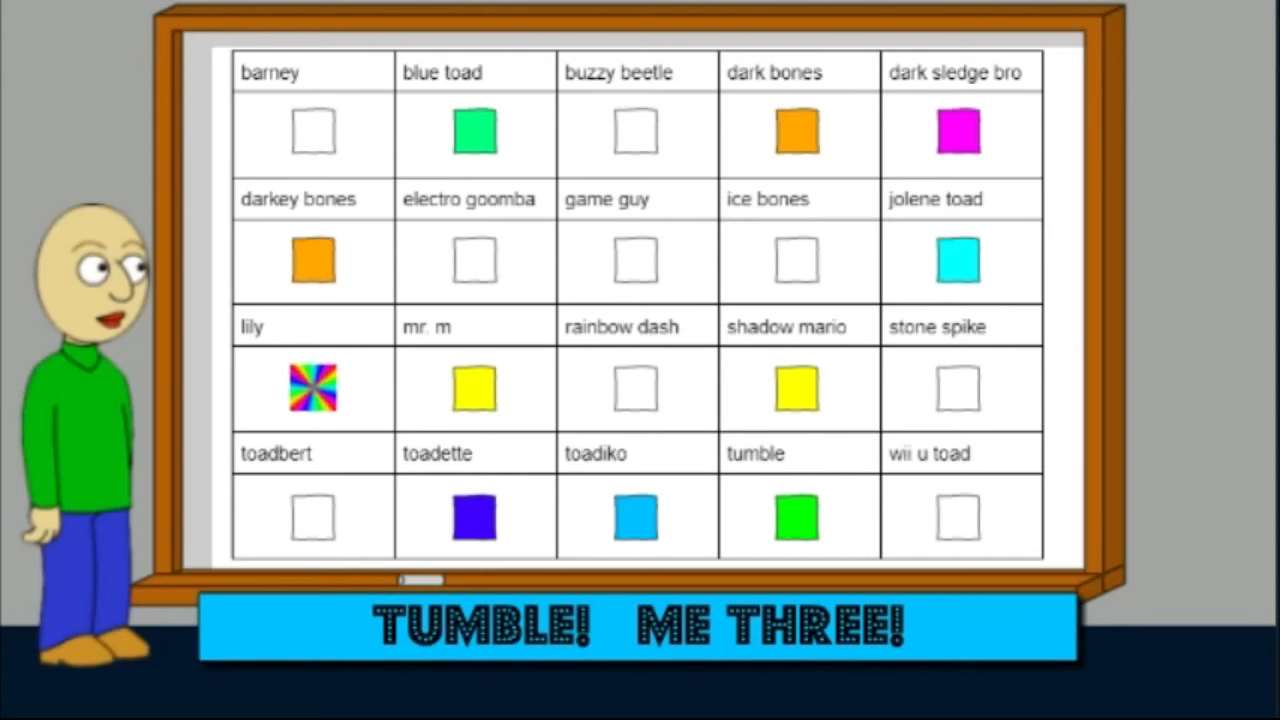 barney blue toad buzzy beetle dark bones dark sledge bro
darkey bones electro goomba game guy ice bones jolene toad
lily mr. m rainbow dash shadow mario stone spike
toadbert toadette toadiko tumble wii u toad
TUMBLE! ME THREE!